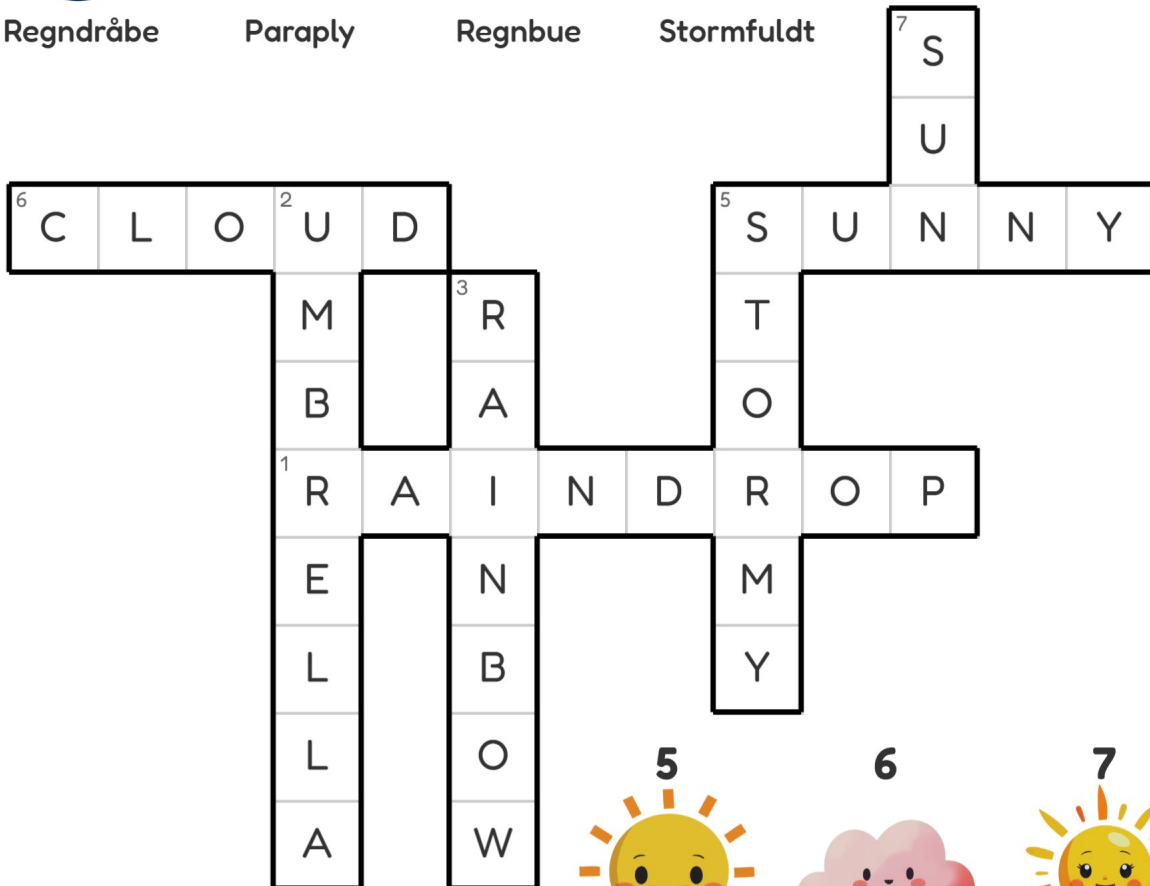 Regndråbe Paraply Regnbue Stormfuldt
7 S
U
6 C L O 2 U D 5 S U N N Y
M 3 R T
B A O
1 R A I N D R O P
E N M
L B Y
L O
5 6 7
A W